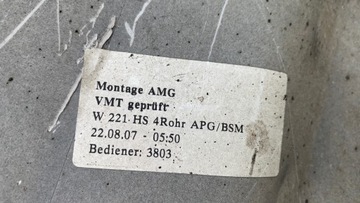 Montage AMG
VMT geprüft
W 221 HS 4Rohr APG/BSM
22.08.07 - 05:50
Bediener: 3803